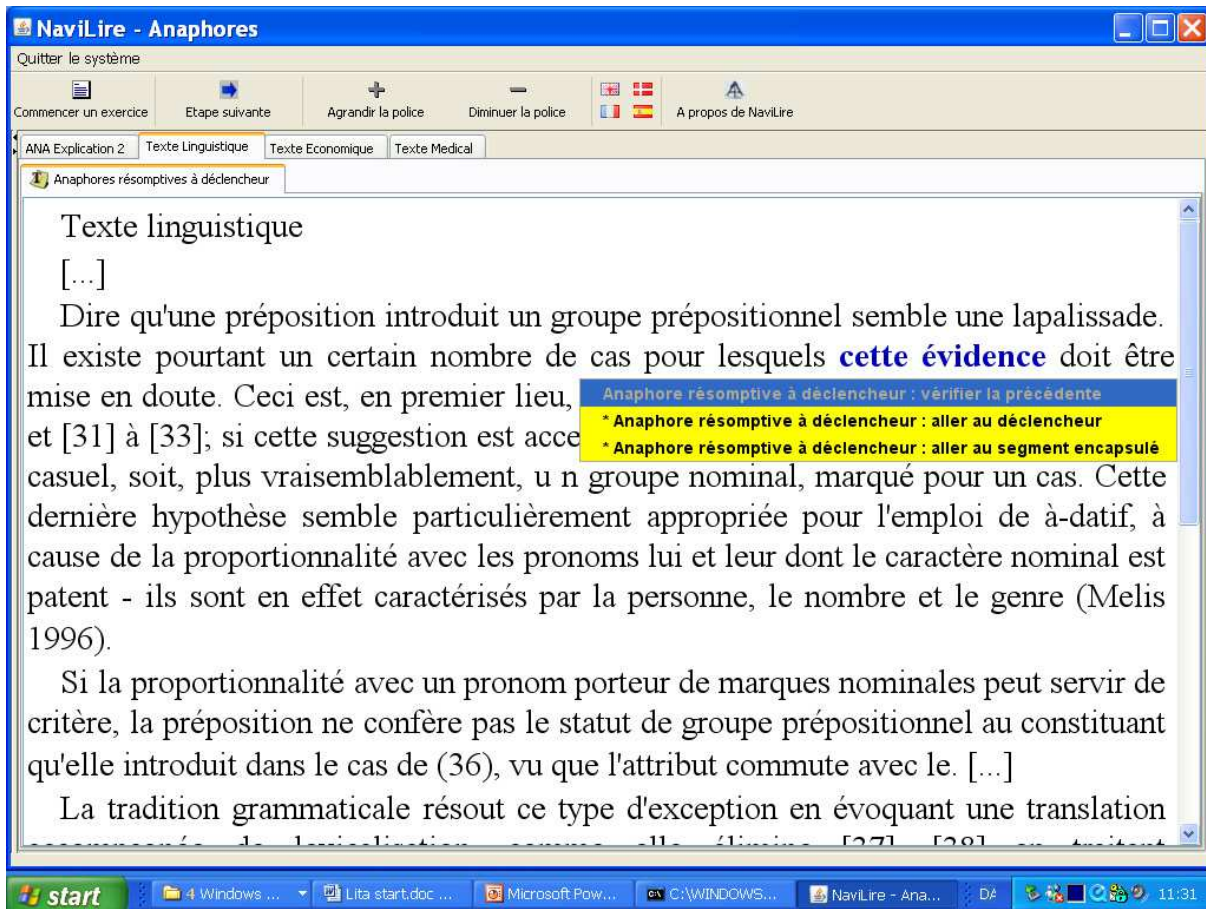 NaviLire - Anaphores
Quitter le système
Commencer un exercice Etape suivante Agrandir la police Diminuer la police A propos de NaviLire
ANA Explication 2 Texte Linguistique Texte Economique Texte Medical
Anaphores résomptives à déclencheur
Texte linguistique
[...]
Dire qu'une préposition introduit un groupe prépositionnel semble une lapalissade.
Il existe pourtant un certain nombre de cas pour lesquels cette évidence doit être
mise en doute. Ceci est, en premier lieu,
Anaphore résomptive à déclencheur : vérifier la précédente
* Anaphore résomptive à déclencheur : aller au déclencheur
* Anaphore résomptive à déclencheur : aller au segment encapsulé
et [31] à [33]; si cette suggestion est acce
casuel, soit, plus vraisemblablement, u n groupe nominal, marqué pour un cas. Cette
dernière hypothèse semble particulièrement appropriée pour l'emploi de à-datif, à
cause de la proportionnalité avec les pronoms lui et leur dont le caractère nominal est
patent - ils sont en effet caractérisés par la personne, le nombre et le genre (Melis
1996).
Si la proportionnalité avec un pronom porteur de marques nominales peut servir de
critère, la préposition ne confère pas le statut de groupe prépositionnel au constituant
qu'elle introduit dans le cas de (36), vu que l'attribut commute avec le. [...]
La tradition grammaticale résout ce type d'exception en évoquant une translation
start 4 Windows ... Lita start.doc ... Microsoft Pow... C:\WINDOWS... NaviLire - Ana... DA 11:31